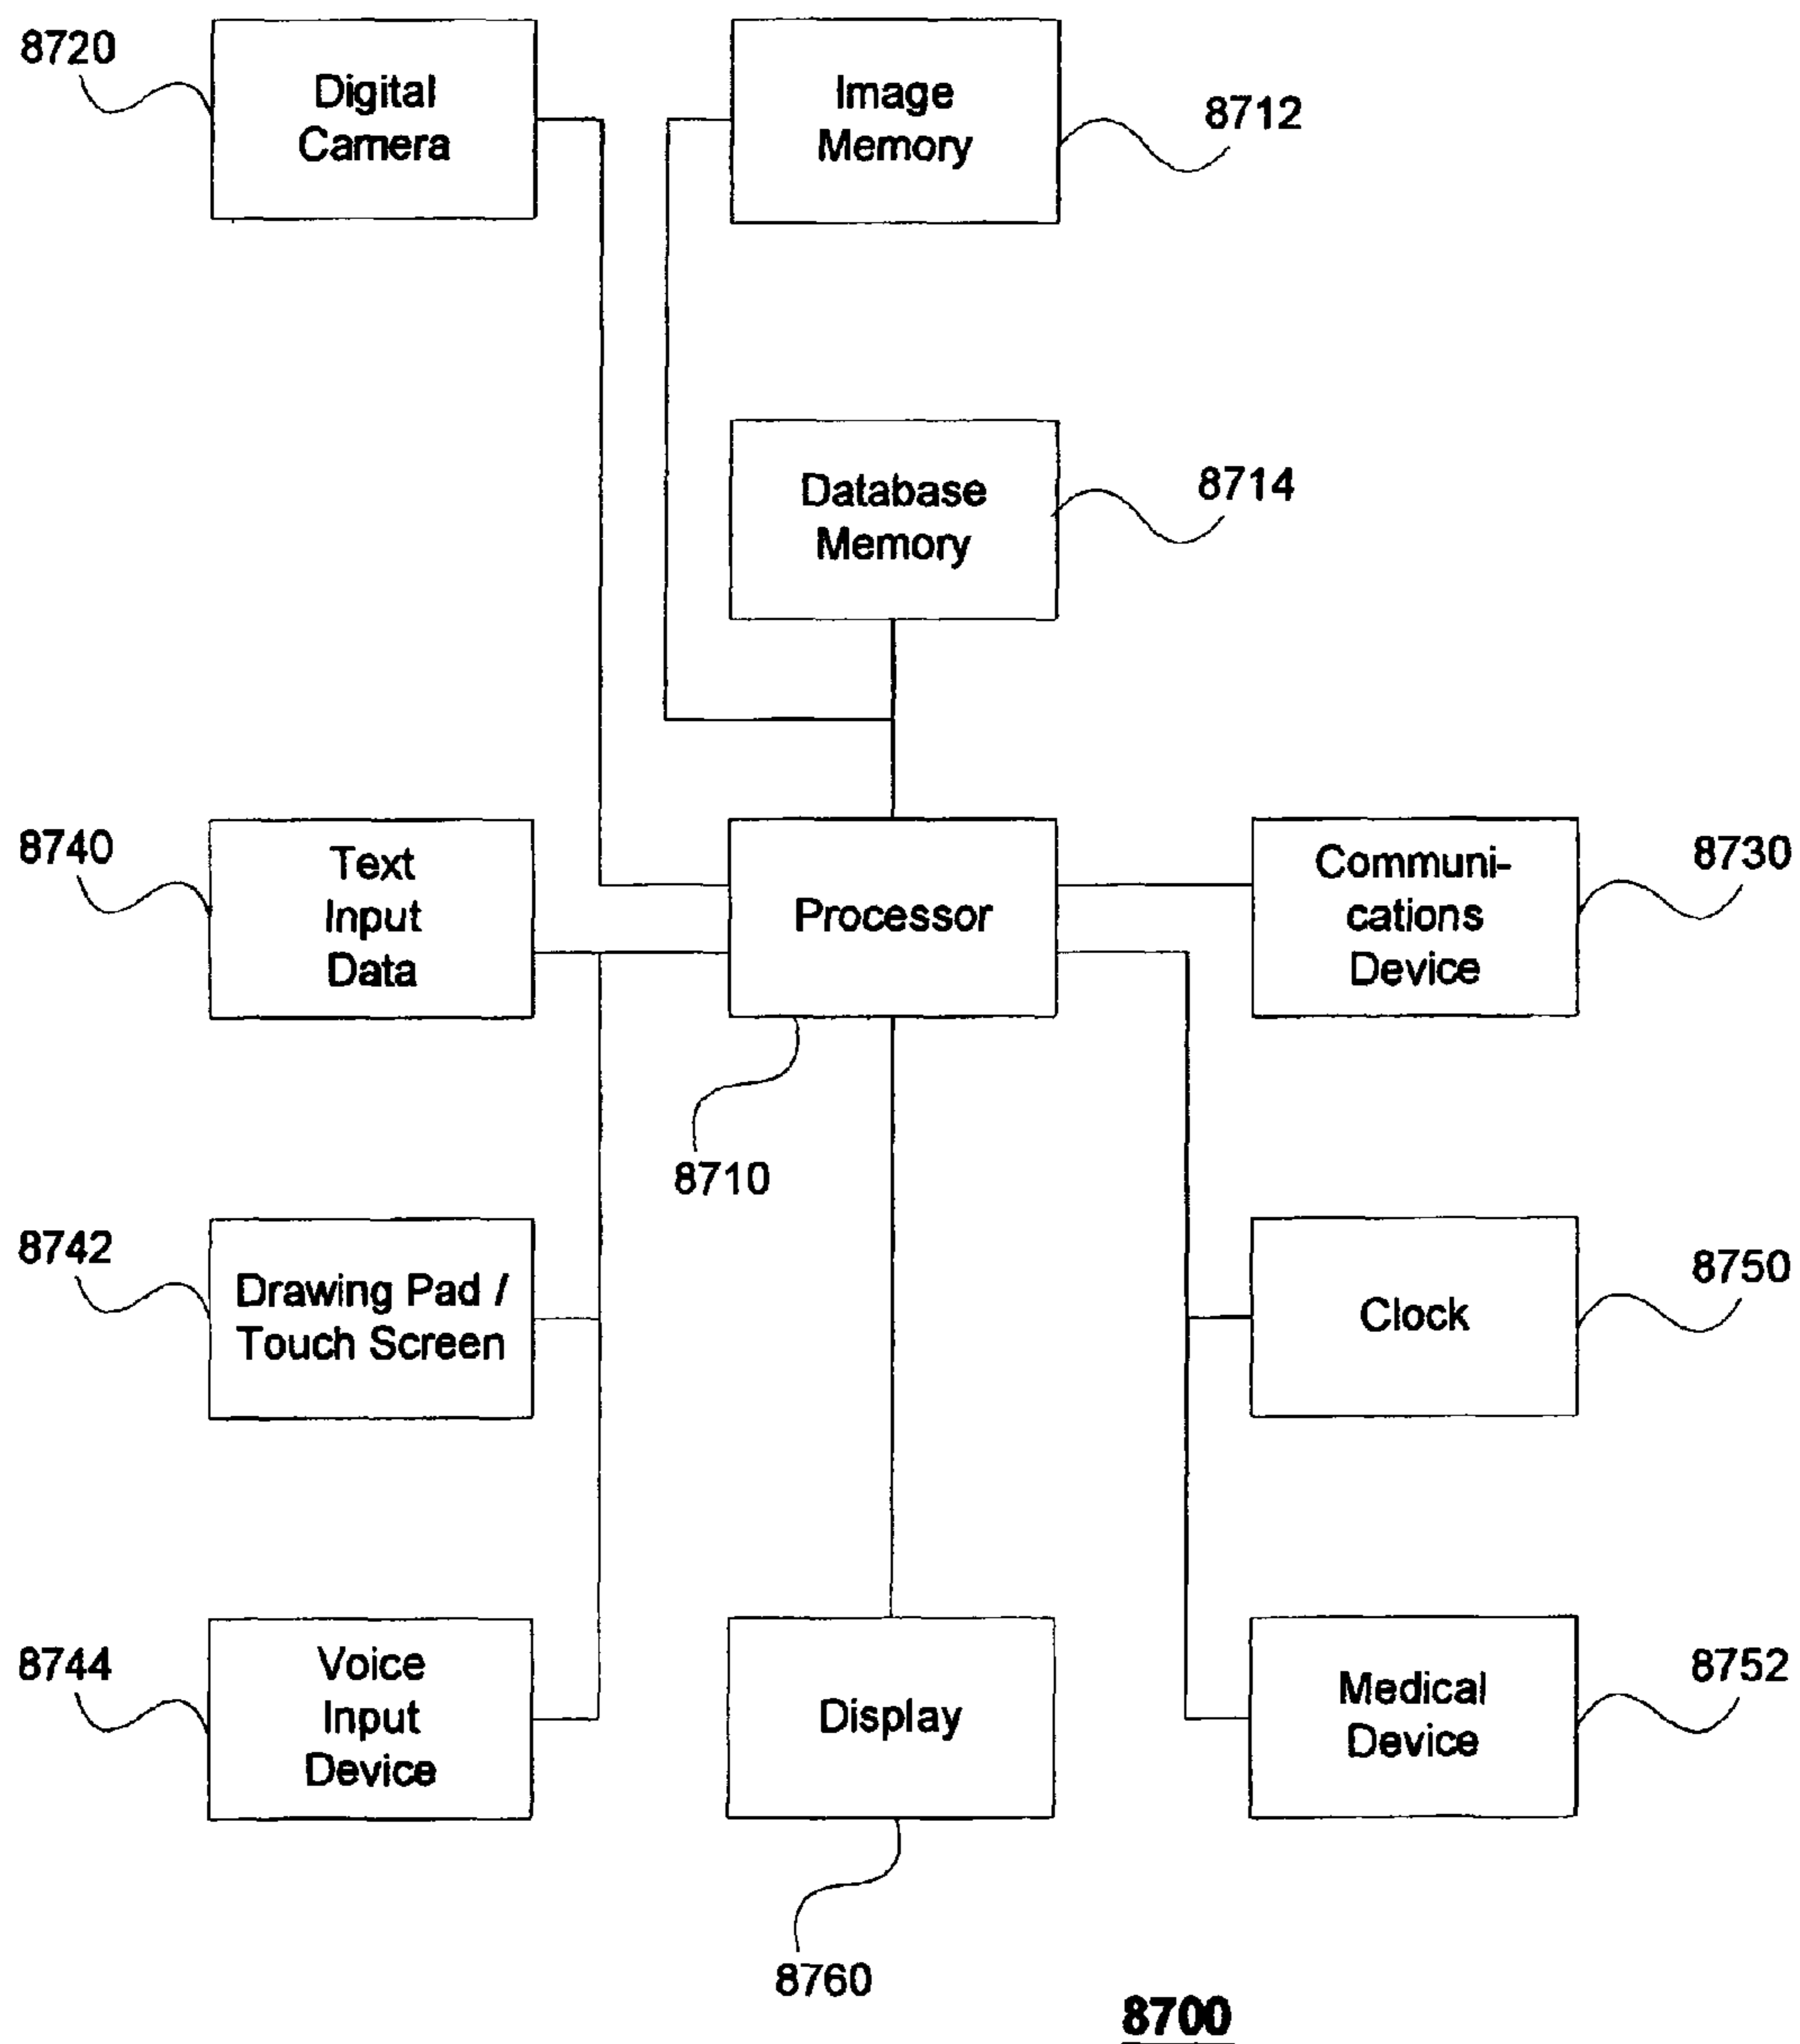 8720
Digital
Camera
Image
Memory
8712
Database
Memory
8714
8740
Text
Input
Data
Processor
8710
Communi-
cations
Device
8730
8742
Drawing Pad /
Touch Screen
Clock
8750
8744
Voice
Input
Device
Display
8760
Medical
Device
8752
8700